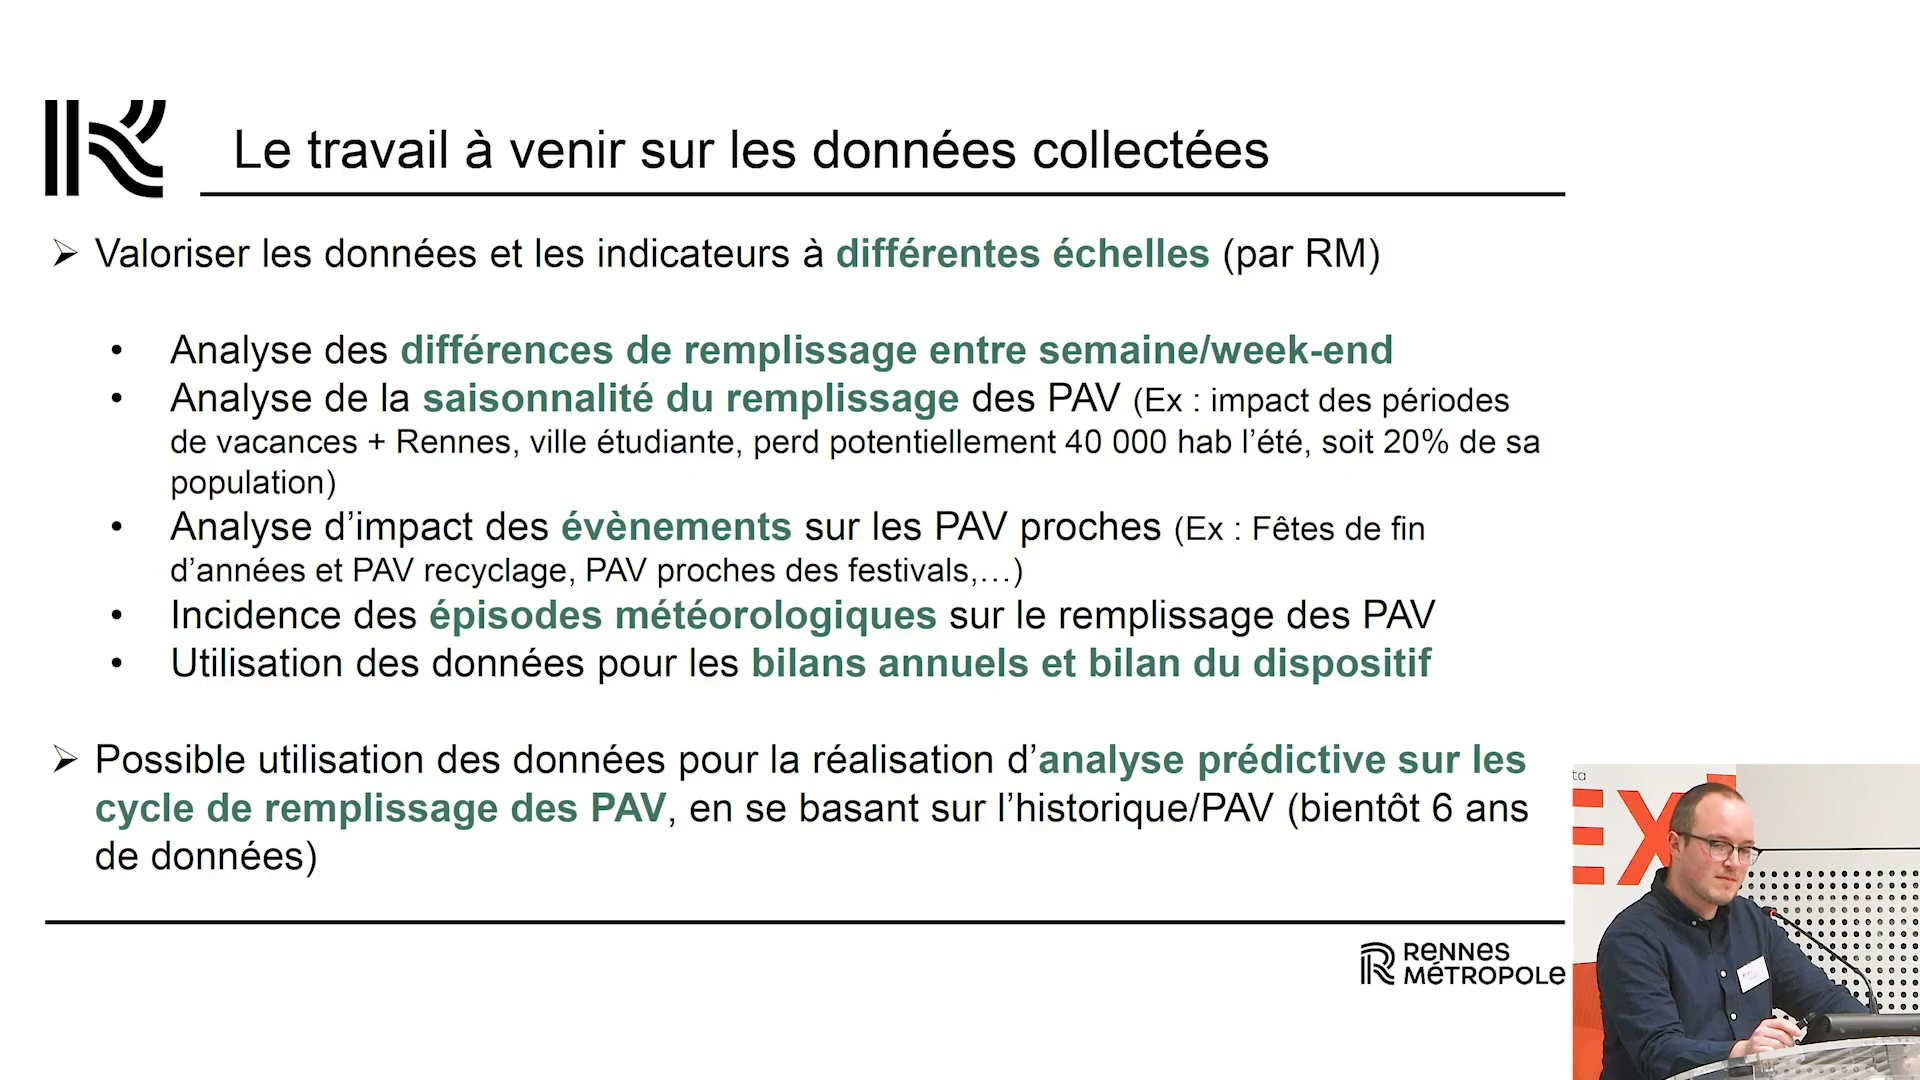 Le travail à venir sur les données collectées
➢ Valoriser les données et les indicateurs à différentes échelles (par RM)
• Analyse des différences de remplissage entre semaine/week-end
• Analyse de la saisonnalité du remplissage des PAV (Ex : impact des périodes
de vacances + Rennes, ville étudiante, perd potentiellement 40 000 hab l’été, soit 20% de sa
population)
• Analyse d’impact des évènements sur les PAV proches (Ex : Fêtes de fin
d’années et PAV recyclage, PAV proches des festivals,…)
• Incidence des épisodes météorologiques sur le remplissage des PAV
• Utilisation des données pour les bilans annuels et bilan du dispositif
➢ Possible utilisation des données pour la réalisation d’analyse prédictive sur les
cycle de remplissage des PAV, en se basant sur l’historique/PAV (bientôt 6 ans
de données)
RENNES
MÉTROPOLE
ta
EX